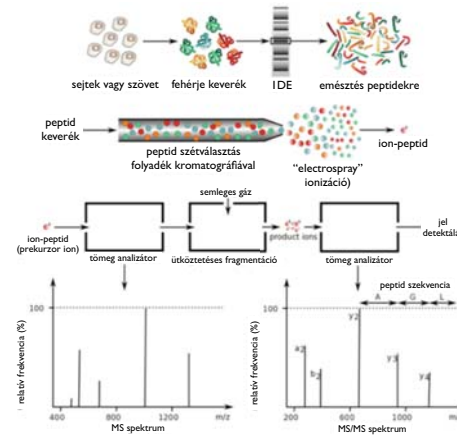 sejtek vagy szövet
fehérje keverék
IDE
emésztés peptidekre
peptid
keverék
peptid szétválasztás
folyadék kromatográfiával
"electrospray"
ionizáció)
ion-peptid
semleges gáz
ion-peptid
(prekurzor ion)
product ions
jel
detektála
tömeg analizátor
ütköztetéses fragmentáció
tömeg analizátor
peptid szekvencia
A G L
relatív frekvencia (%)
100
400 800 1200 m/z
MS spektrum
relatív frekvencia (%)
100
a2
b2
y2
y3
y4
200 600 1000 m/z
MS/MS spektrum